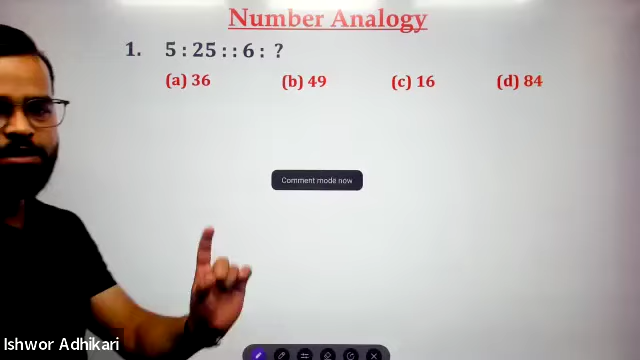 Number Analogy
1. 5 : 25 : : 6 : ?
(a) 36 (b) 49 (c) 16 (d) 84
Comment mode now
Ishwor Adhikari